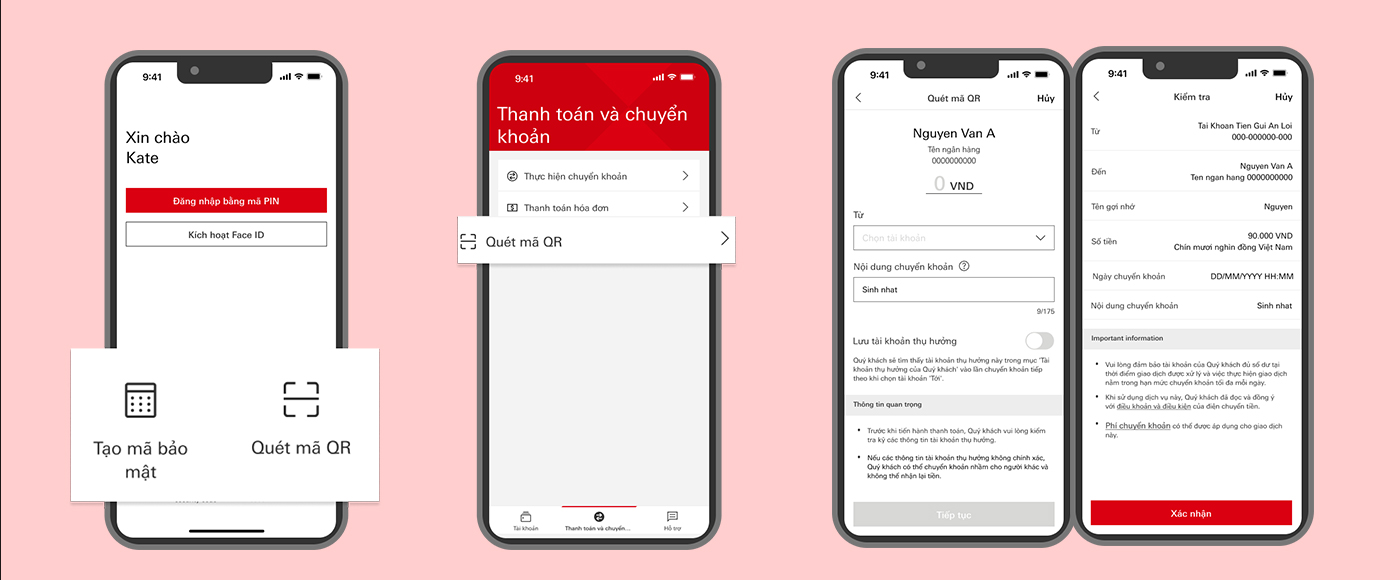 9:41
Xin chào
Kate
Đăng nhập bằng mã PIN
Kích hoạt Face ID
Tạo mã bảo
mật
Quét mã QR
9:41
Thanh toán và chuyển
khoản
Thực hiện chuyển khoản
Thanh toán hóa đơn
Quét mã QR
Tài khoản
Thanh toán và chuyển...
Hỗ trợ
9:41
Quét mã QR
Hủy
Nguyen Van A
Tên ngân hàng
0000000000
0 VND
Từ
Chọn tài khoản
Nội dung chuyển khoản ?
Sinh nhat
9/175
Lưu tài khoản thụ hưởng
Quý khách sẽ tìm thấy tài khoản thụ hưởng này trong mục 'Tài
khoản thụ hưởng của Quý khách' vào lần chuyển khoản tiếp
theo khi chọn tài khoản 'Tới'.
Thông tin quan trọng
• Trước khi tiến hành thanh toán, Quý khách vui lòng kiểm
tra kỹ các thông tin tài khoản thụ hưởng.
• Nếu các thông tin tài khoản thụ hưởng không chính xác,
Quý khách có thể chuyển khoản nhầm cho người khác và
không thể nhận lại tiền.
Tiếp tục
9:41
Kiểm tra
Hủy
Từ
Tai Khoan Tien Gui An Loi
000-000000-000
Đến
Nguyen Van A
Ten ngan hang 0000000000
Tên gợi nhớ
Nguyen
Số tiền
90.000 VND
Chín mươi nghìn đồng Việt Nam
Ngày chuyển khoản
DD/MM/YYYY HH:MM
Nội dung chuyển khoản
Sinh nhat
Important information
• Vui lòng đảm bảo tài khoản của Quý khách đủ số dư tại
thời điểm giao dịch được xử lý và việc thực hiện giao dịch
nằm trong hạn mức chuyển khoản tối đa mỗi ngày.
• Khi sử dụng dịch vụ này, Quý khách đã đọc và đồng ý
với điều khoản và điều kiện của điện chuyển tiền.
• Phí chuyển khoản có thể được áp dụng cho giao dịch
này.
Xác nhận